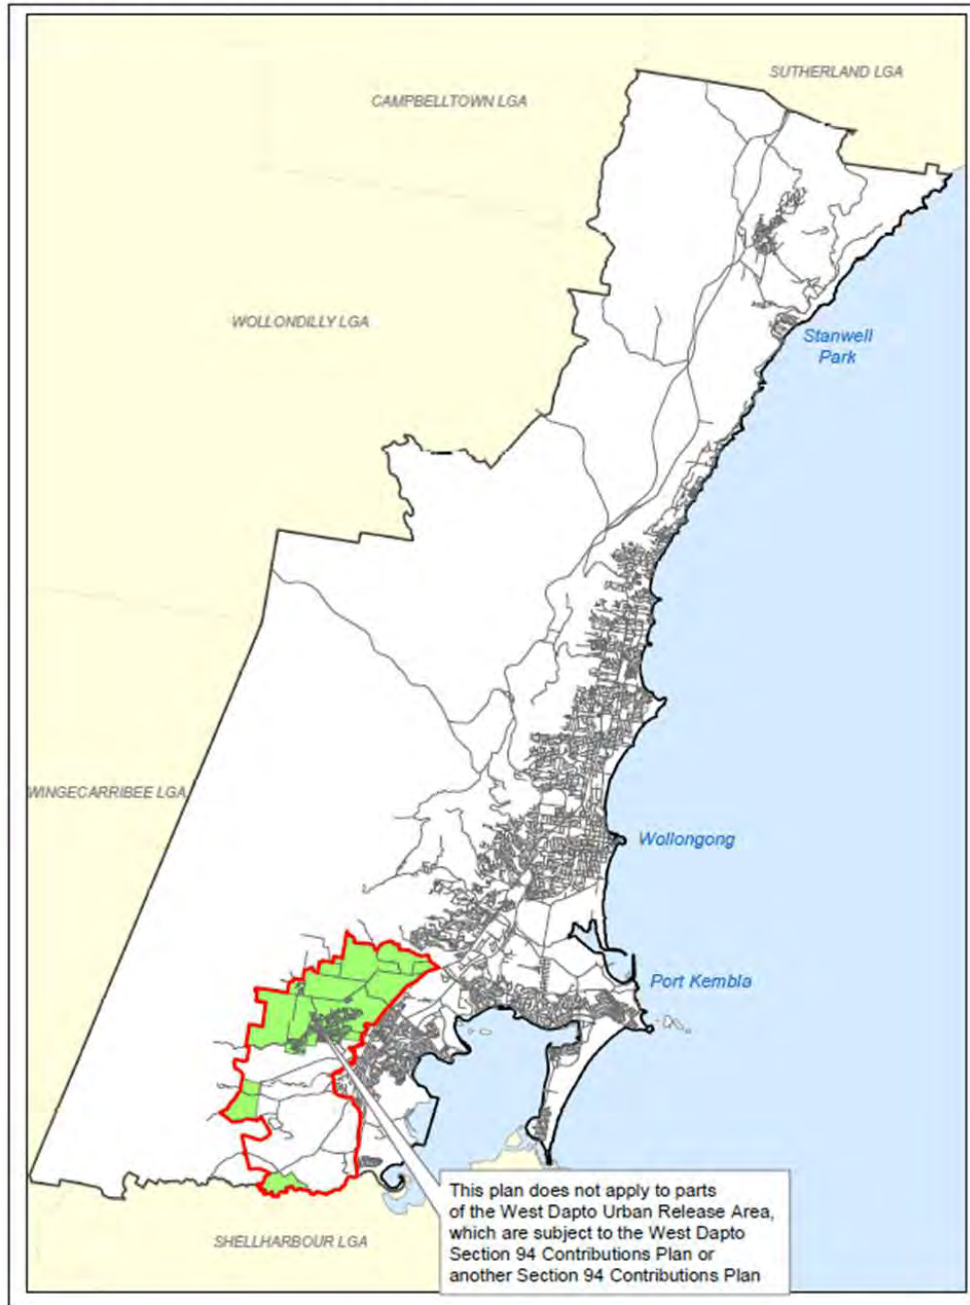 SUTHERLAND LGA
CAMPBELLTOWN LGA
WOLLONDILLY LGA
Stanwell
Park
WINGECARRIBEE LGA
Wollongong
Port Kembla
This plan does not apply to parts
of the West Dapto Urban Release Area,
which are subject to the West Dapto
Section 94 Contributions Plan or
another Section 94 Contributions Plan
SHELLHARBOUR LGA